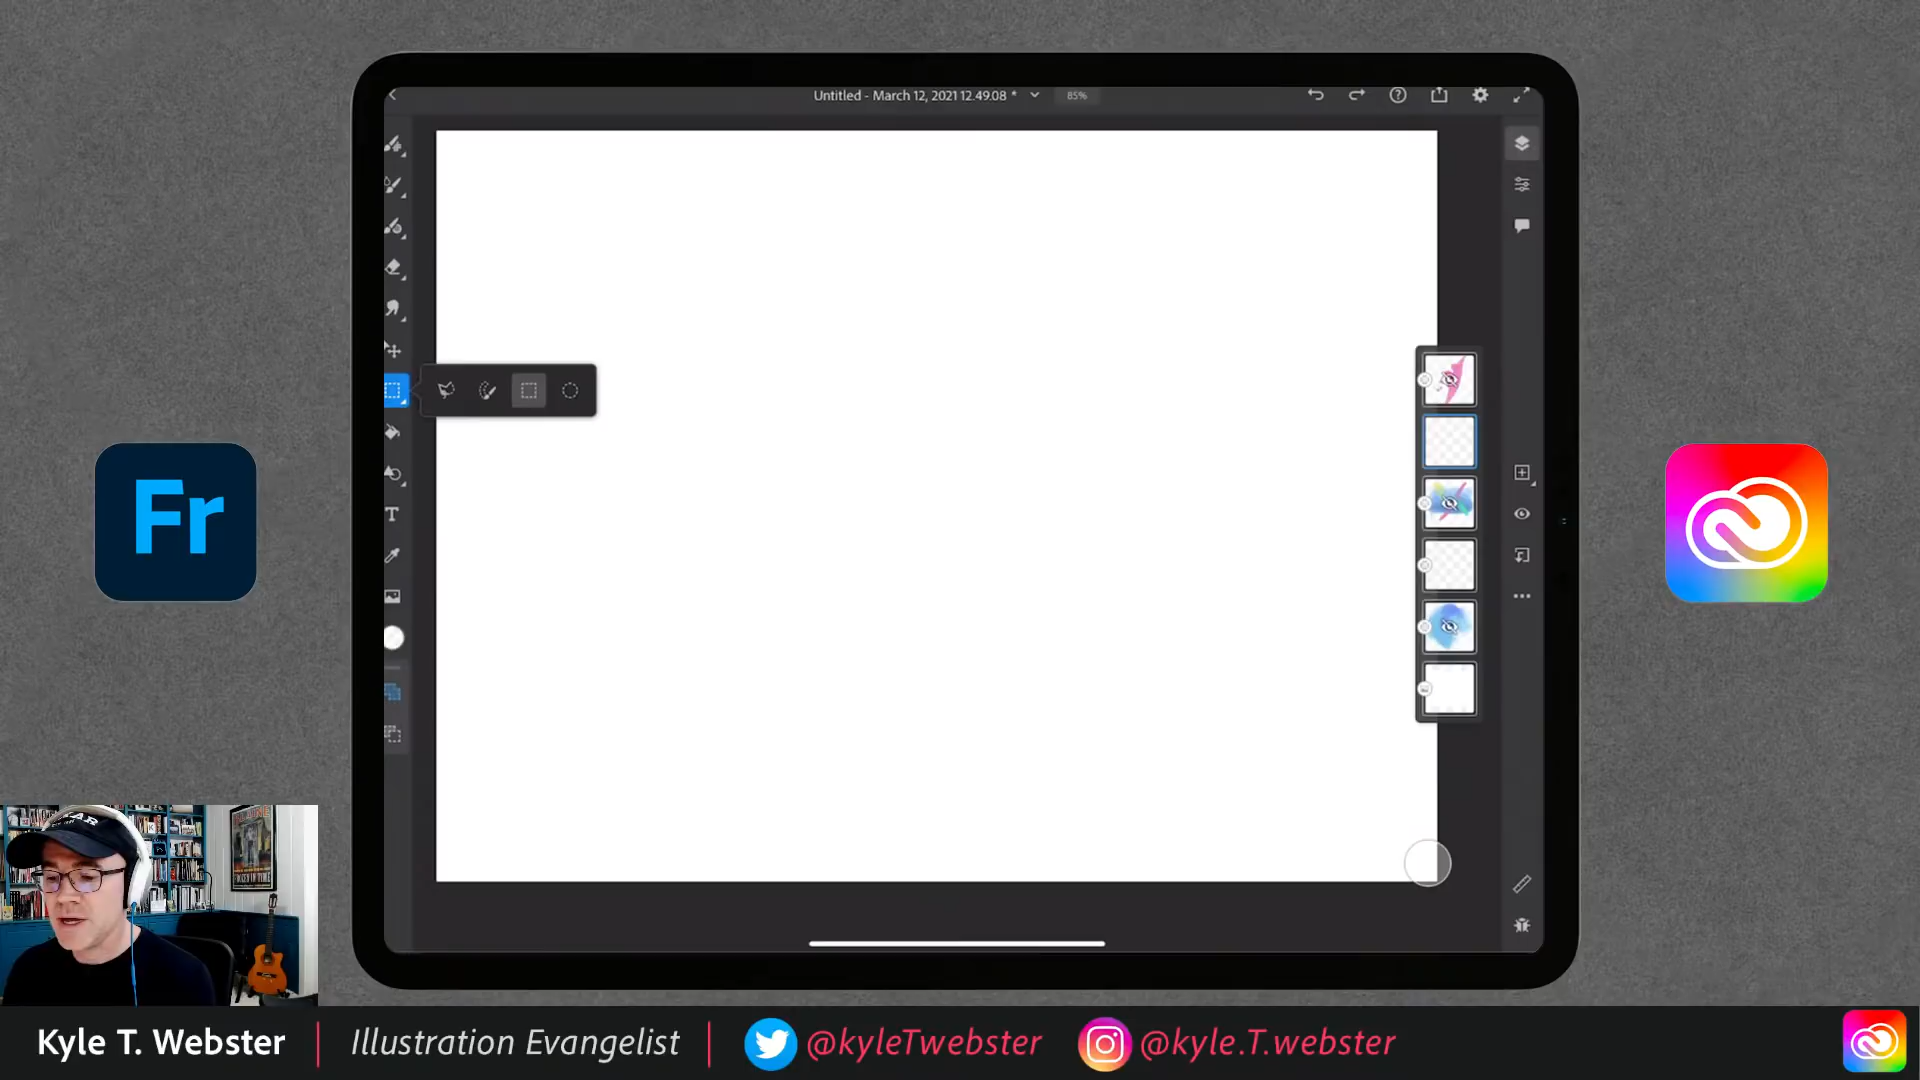 Untitled - March 12, 2021 12.49.08 *
85%
T
Fr
Kyle T. Webster
Illustration Evangelist
@kyleTwebster
@kyle.T.webster